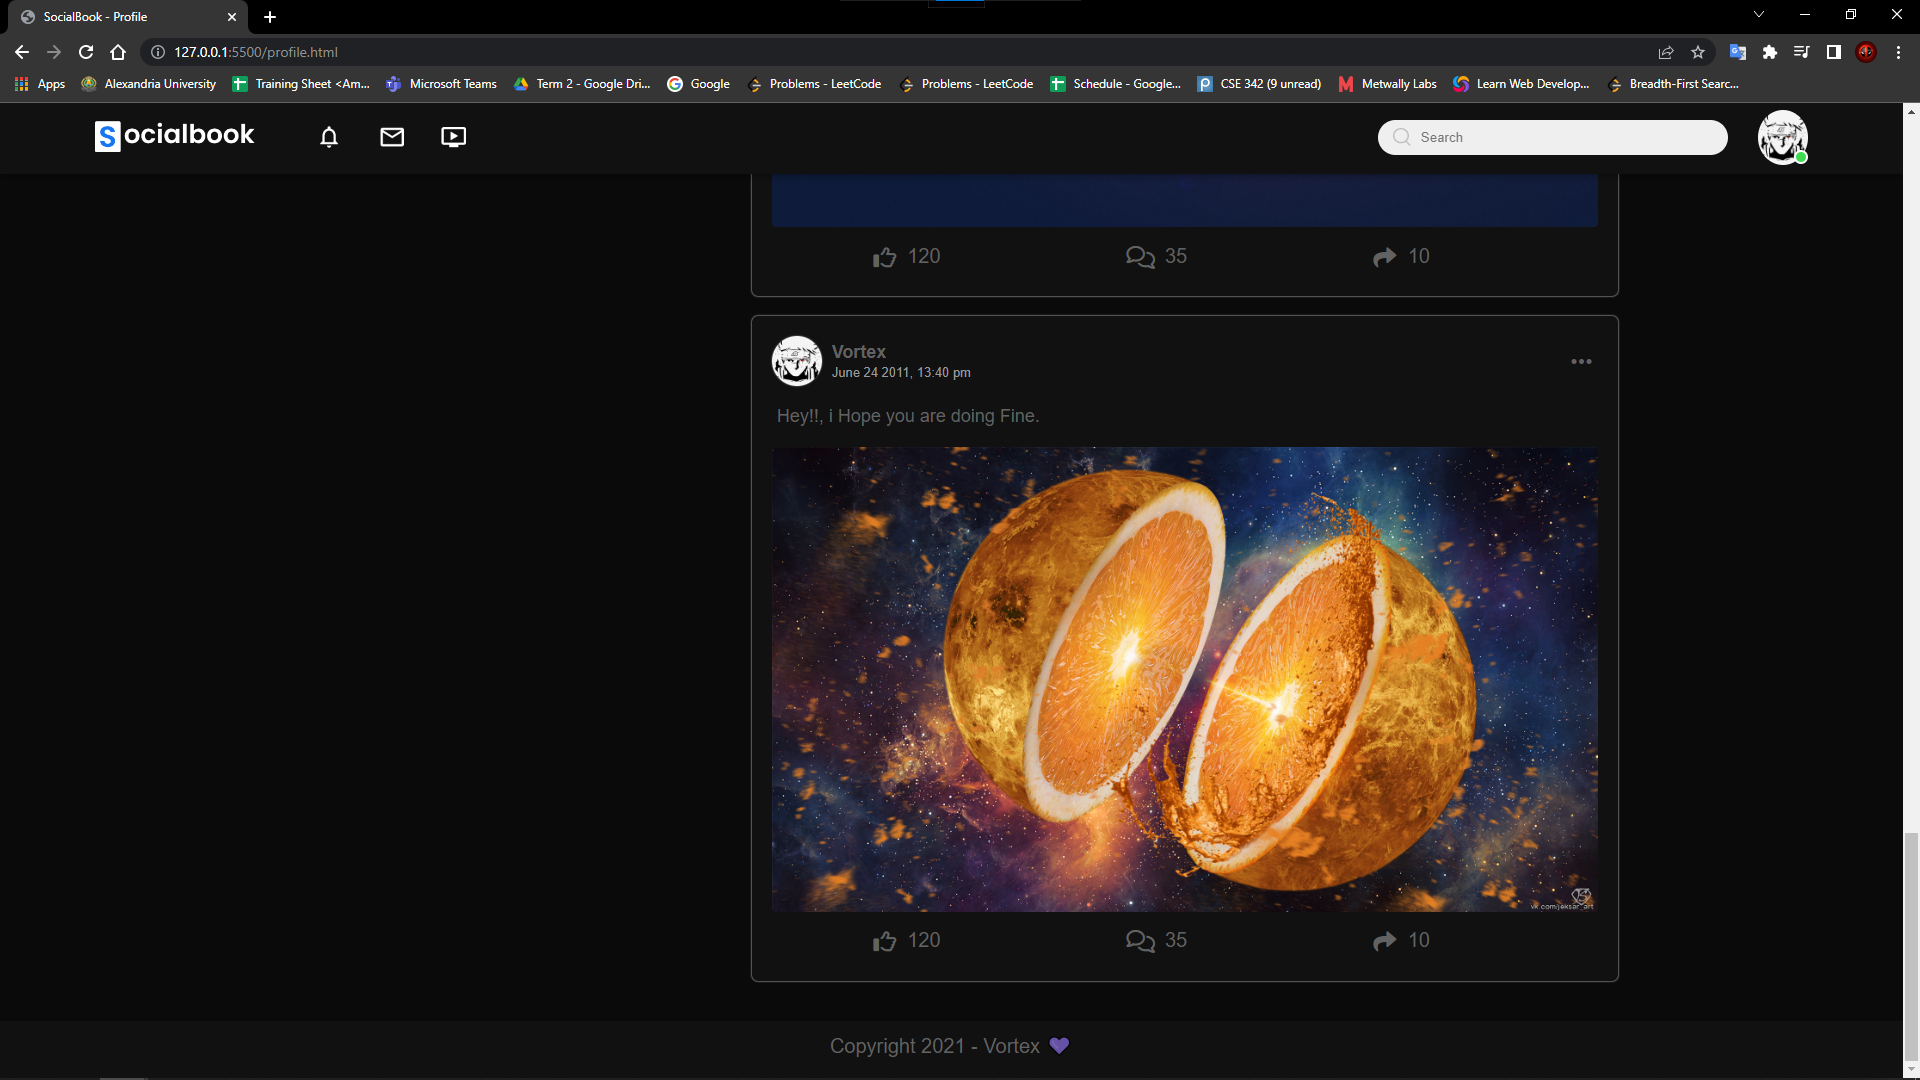 SocialBook - Profile
127.0.0.1:5500/profile.html
Apps Alexandria University Training Sheet <Am... Microsoft Teams Term 2 - Google Dri... Google Problems - LeetCode Problems - LeetCode Schedule - Google... CSE 342 (9 unread) Metwally Labs Learn Web Develop... Breadth-First Searc...
Socialbook Search
120 35 10
Vortex
June 24 2011, 13:40 pm
Hey!!, i Hope you are doing Fine.
vk.com/jeksar_art
120 35 10
Copyright 2021 - Vortex 💜